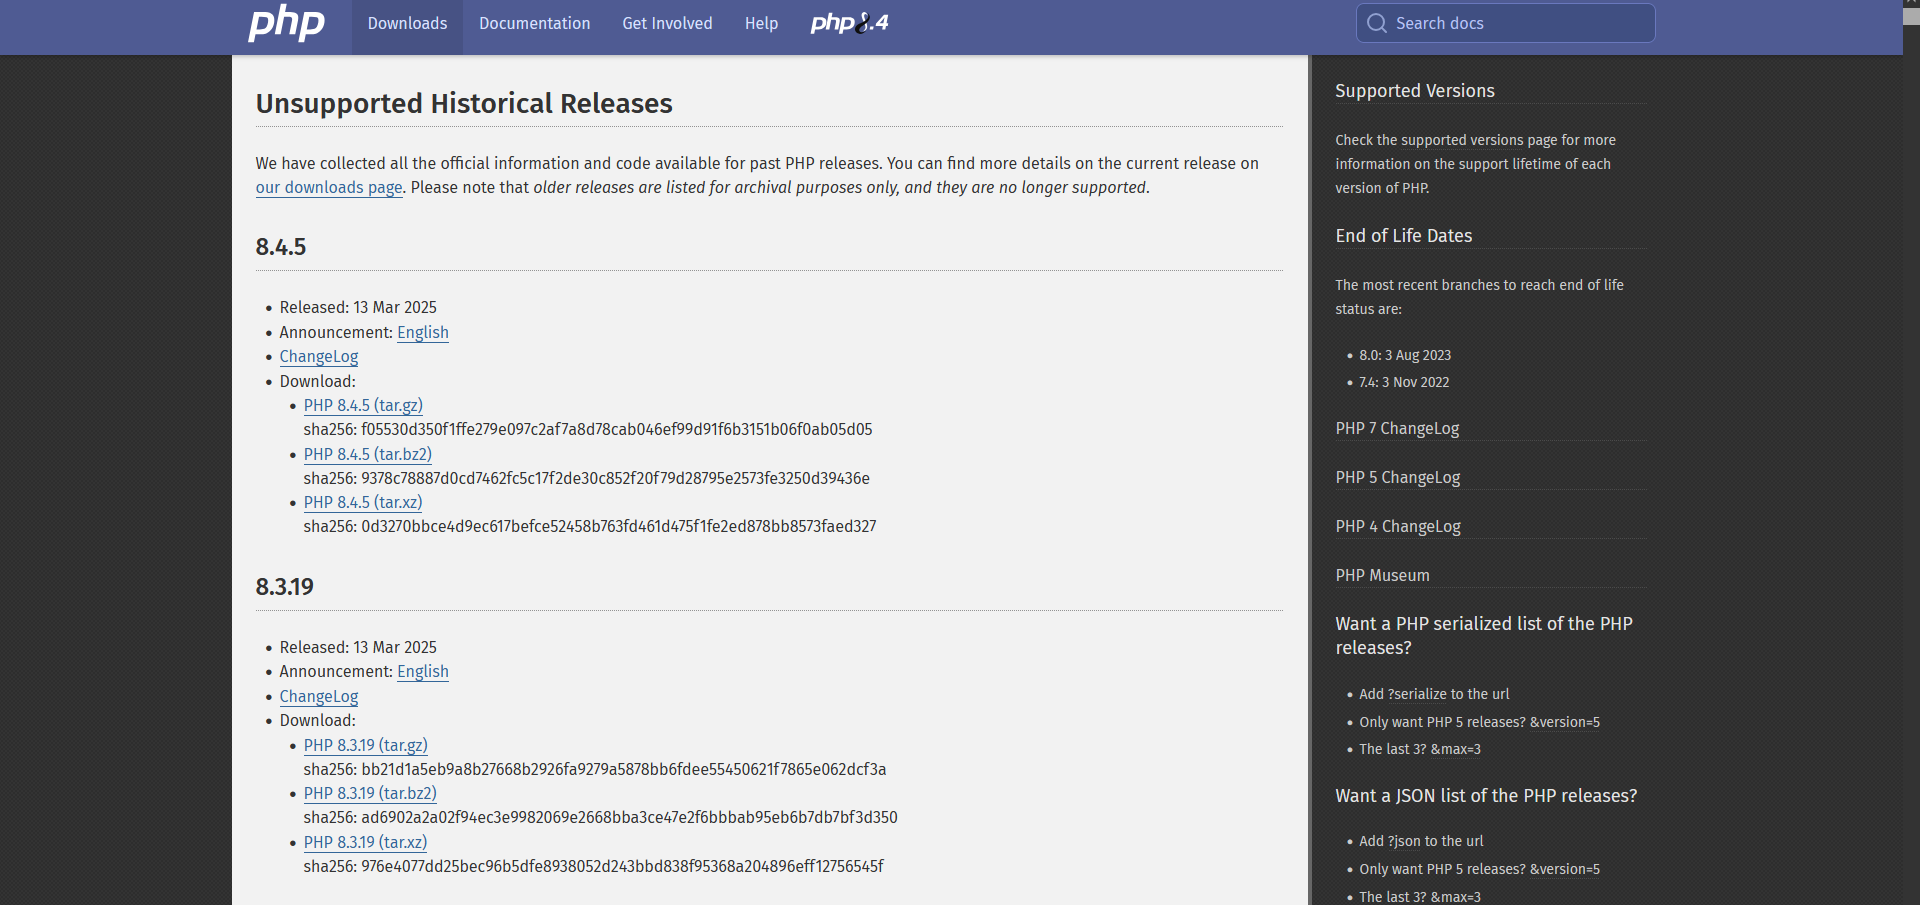 php
Downloads
Documentation
Get Involved
Help
php8.4
Search docs
Unsupported Historical Releases
We have collected all the official information and code available for past PHP releases. You can find more details on the current release on
our downloads page. Please note that older releases are listed for archival purposes only, and they are no longer supported.
8.4.5
• Released: 13 Mar 2025
• Announcement: English
• ChangeLog
• Download:
• PHP 8.4.5 (tar.gz)
sha256: f05530d350f1ffe279e097c2af7a8d78cab046ef99d91f6b3151b06f0ab05d05
• PHP 8.4.5 (tar.bz2)
sha256: 9378c78887d0cd7462fc5c17f2de30c852f20f79d28795e2573fe3250d39436e
• PHP 8.4.5 (tar.xz)
sha256: 0d3270bbce4d9ec617befce52458b763fd461d475f1fe2ed878bb8573faed327
8.3.19
• Released: 13 Mar 2025
• Announcement: English
• ChangeLog
• Download:
• PHP 8.3.19 (tar.gz)
sha256: bb21d1a5eb9a8b27668b2926fa9279a5878bb6fdee55450621f7865e062dcf3a
• PHP 8.3.19 (tar.bz2)
sha256: ad6902a2a02f94ec3e9982069e2668bba3ce47e2f6bbbab95eb6b7db7bf3d350
• PHP 8.3.19 (tar.xz)
sha256: 976e4077dd25bec96b5dfe8938052d243bbd838f95368a204896eff12756545f
Supported Versions
Check the supported versions page for more
information on the support lifetime of each
version of PHP.
End of Life Dates
The most recent branches to reach end of life
status are:
• 8.0: 3 Aug 2023
• 7.4: 3 Nov 2022
PHP 7 ChangeLog
PHP 5 ChangeLog
PHP 4 ChangeLog
PHP Museum
Want a PHP serialized list of the PHP
releases?
• Add ?serialize to the url
• Only want PHP 5 releases? &version=5
• The last 3? &max=3
Want a JSON list of the PHP releases?
• Add ?json to the url
• Only want PHP 5 releases? &version=5
• The last 3? &max=3